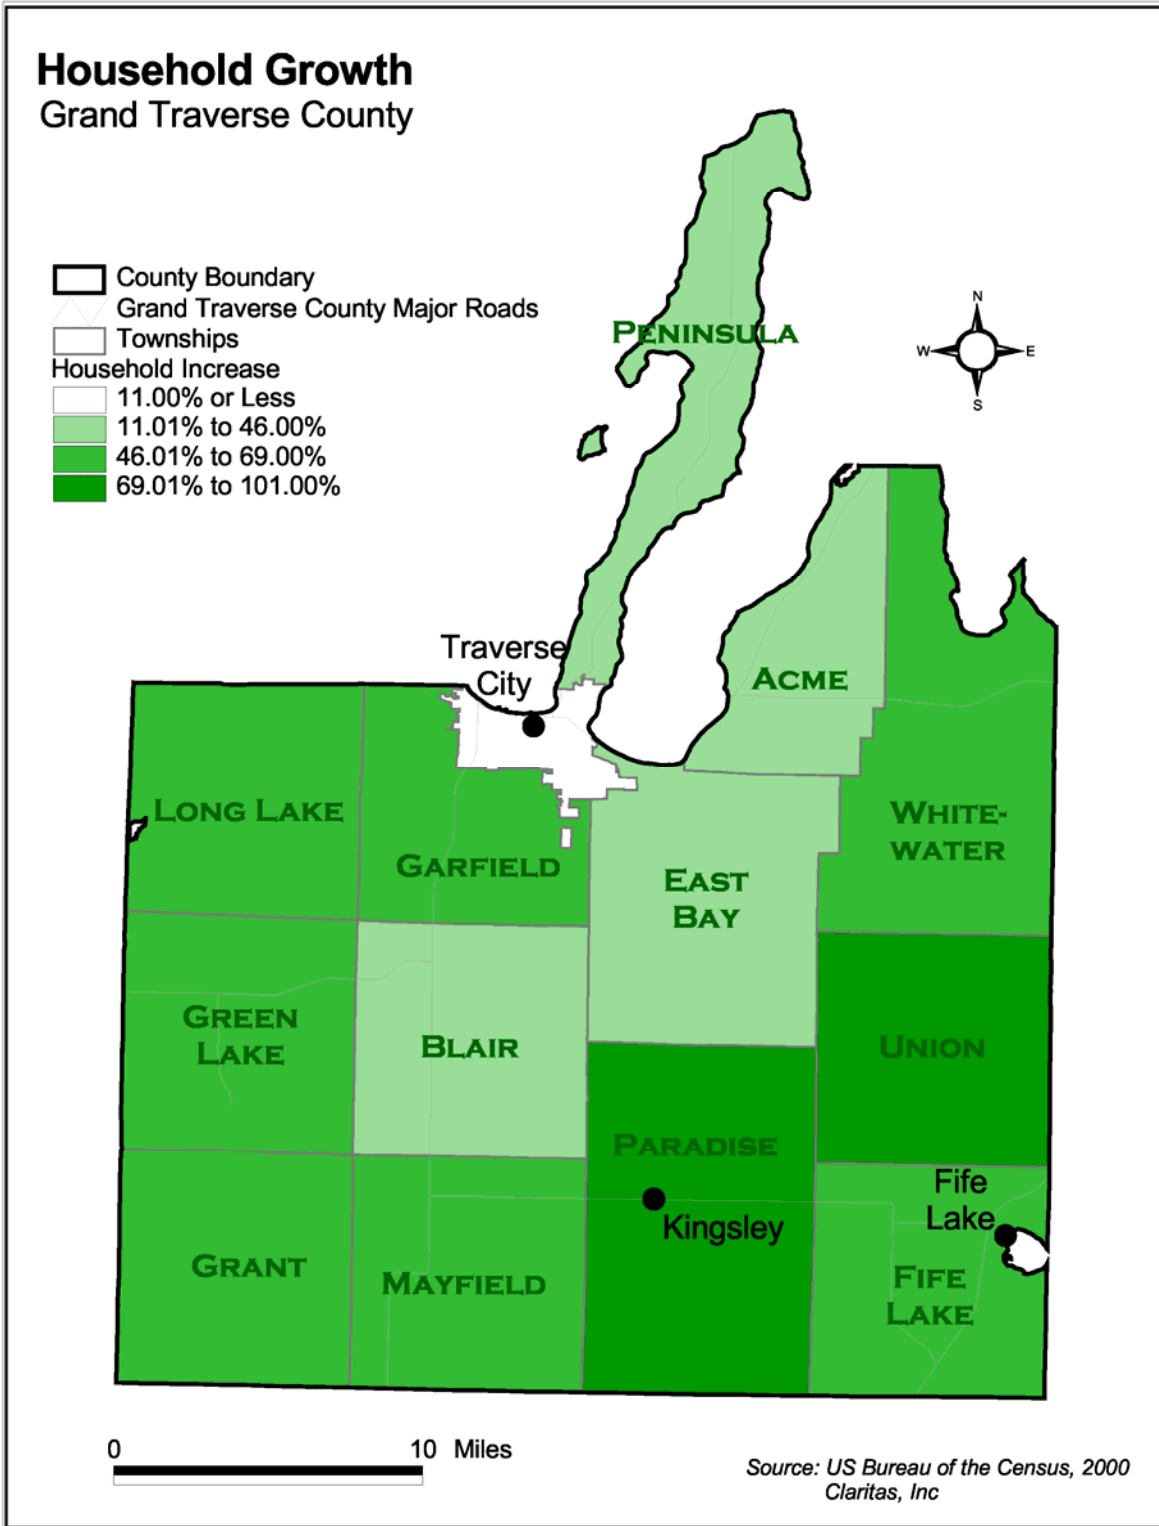 Household Growth
Grand Traverse County
County Boundary
Grand Traverse County Major Roads
Townships
Household Increase
11.00% or Less
11.01% to 46.00%
46.01% to 69.00%
69.01% to 101.00%
N
W
E
S
PENINSULA
Traverse
City
ACME
LONG LAKE
GARFIELD
WHITE-
WATER
EAST
BAY
GREEN
LAKE
BLAIR
UNION
PARADISE
Kingsley
Fife
Lake
GRANT
MAYFIELD
FIFE
LAKE
0 10 Miles
Source: US Bureau of the Census, 2000
Claritas, Inc